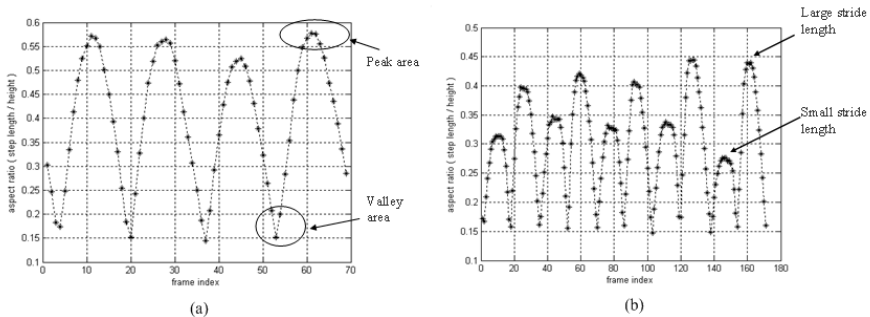 0.6
0.55
0.5
0.45
0.4
0.35
0.3
0.25
0.2
0.15
0.1
aspect ratio ( step length / height)
0 10 20 30 40 50 60 70
frame index
Peak area
Valley
area
(a)
0.5
0.45
0.4
0.35
0.3
0.25
0.2
0.15
0.1
aspect ratio ( step length / height)
0 20 40 60 80 100 120 140 160 180
frame index
Large stride
length
Small stride
length
(b)